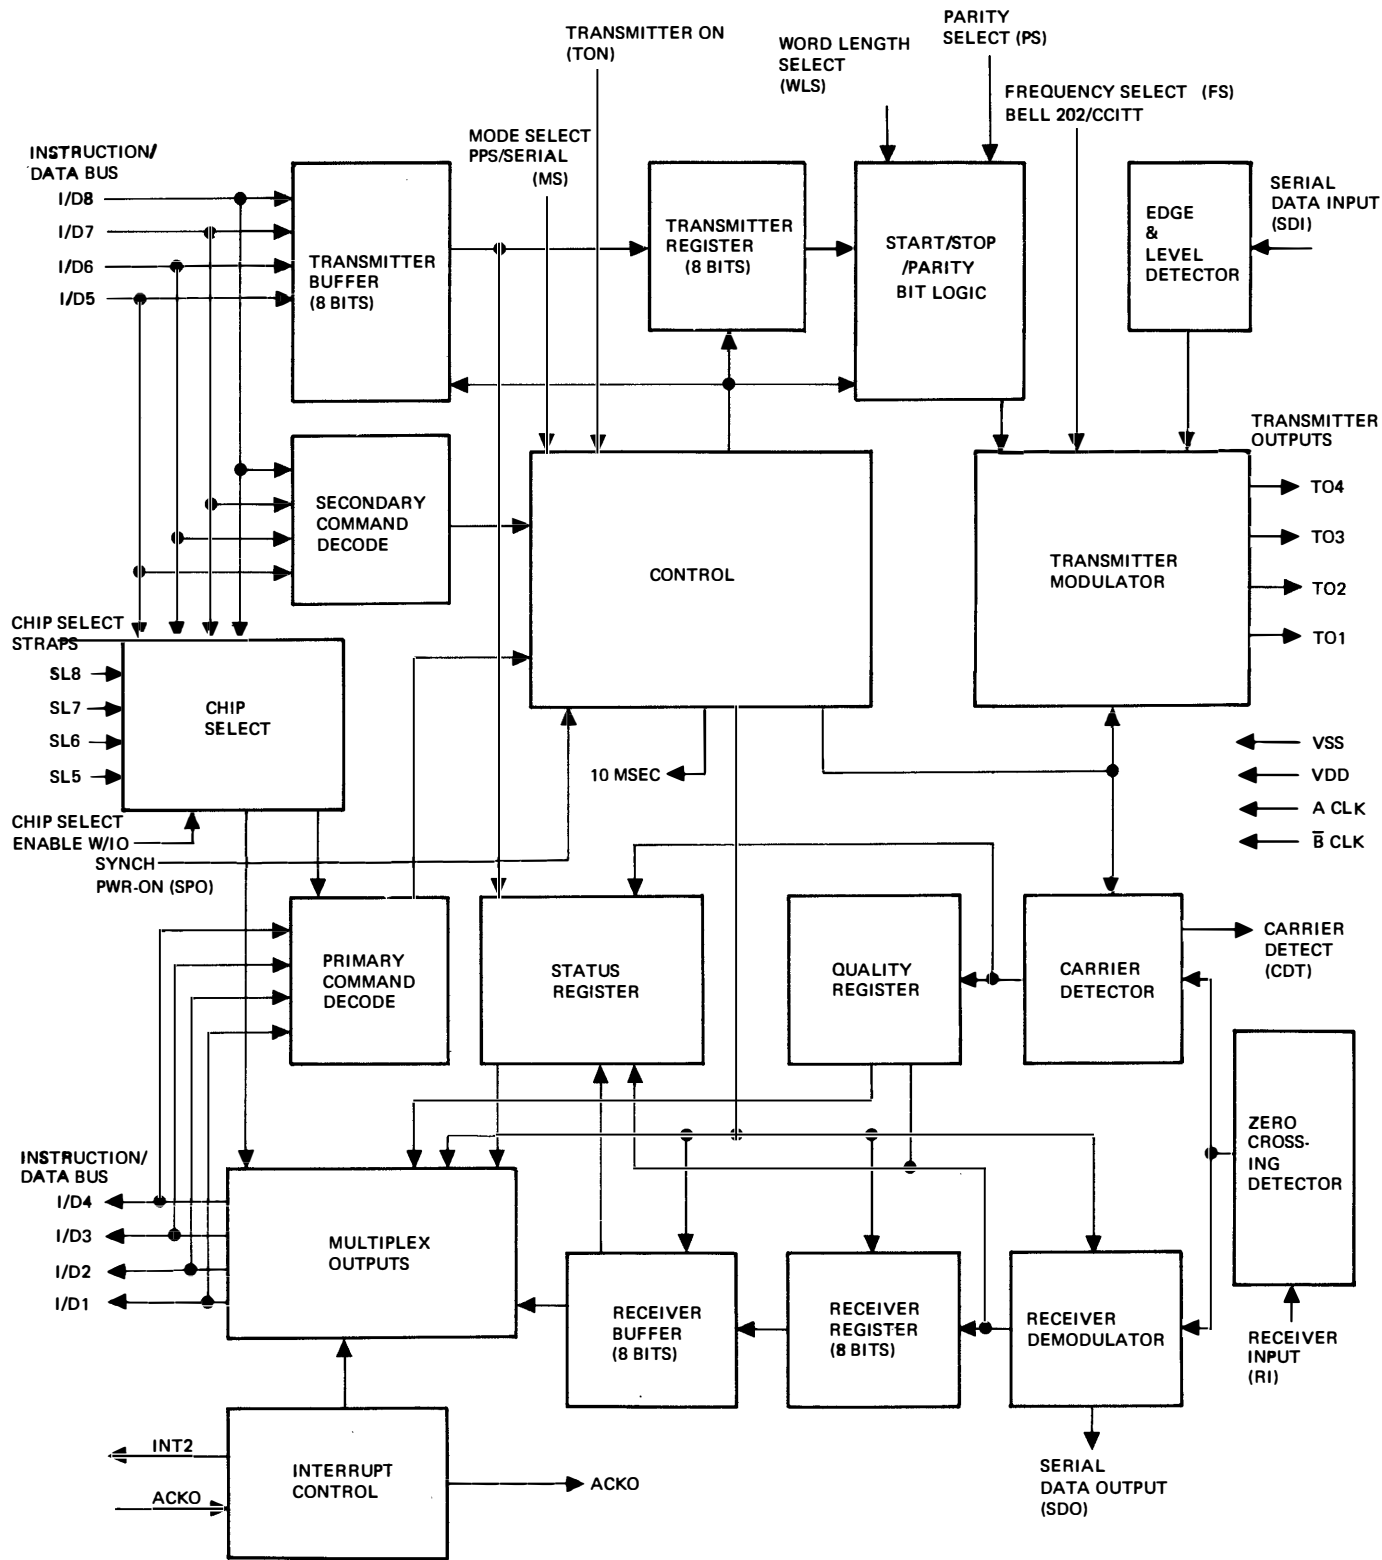 TRANSMITTER ON
(TON)
WORD LENGTH
SELECT
(WLS)
PARITY
SELECT (PS)
FREQUENCY SELECT (FS)
BELL 202/CCITT
MODE SELECT
PPS/SERIAL
(MS)
INSTRUCTION/
DATA BUS
I/D8
I/D7
I/D6
I/D5
TRANSMITTER
BUFFER
(8 BITS)
TRANSMITTER
REGISTER
(8 BITS)
START/STOP
/PARITY
BIT LOGIC
EDGE
&
LEVEL
DETECTOR
SERIAL
DATA INPUT
(SDI)
SECONDARY
COMMAND
DECODE
CONTROL
TRANSMITTER
MODULATOR
TRANSMITTER
OUTPUTS
TO4
TO3
TO2
TO1
CHIP SELECT
STRAPS
SL8
SL7
SL6
SL5
CHIP
SELECT
10 MSEC
VSS
VDD
A CLK
B̅ CLK
CHIP SELECT
ENABLE W/IO
SYNCH
PWR-ON (SPO)
PRIMARY
COMMAND
DECODE
STATUS
REGISTER
QUALITY
REGISTER
CARRIER
DETECTOR
CARRIER
DETECT
(CDT)
ZERO
CROSS-
ING
DETECTOR
INSTRUCTION/
DATA BUS
I/D4
I/D3
I/D2
I/D1
MULTIPLEX
OUTPUTS
RECEIVER
BUFFER
(8 BITS)
RECEIVER
REGISTER
(8 BITS)
RECEIVER
DEMODULATOR
RECEIVER
INPUT
(RI)
INT2
ACKO
INTERRUPT
CONTROL
ACKO
SERIAL
DATA OUTPUT
(SDO)